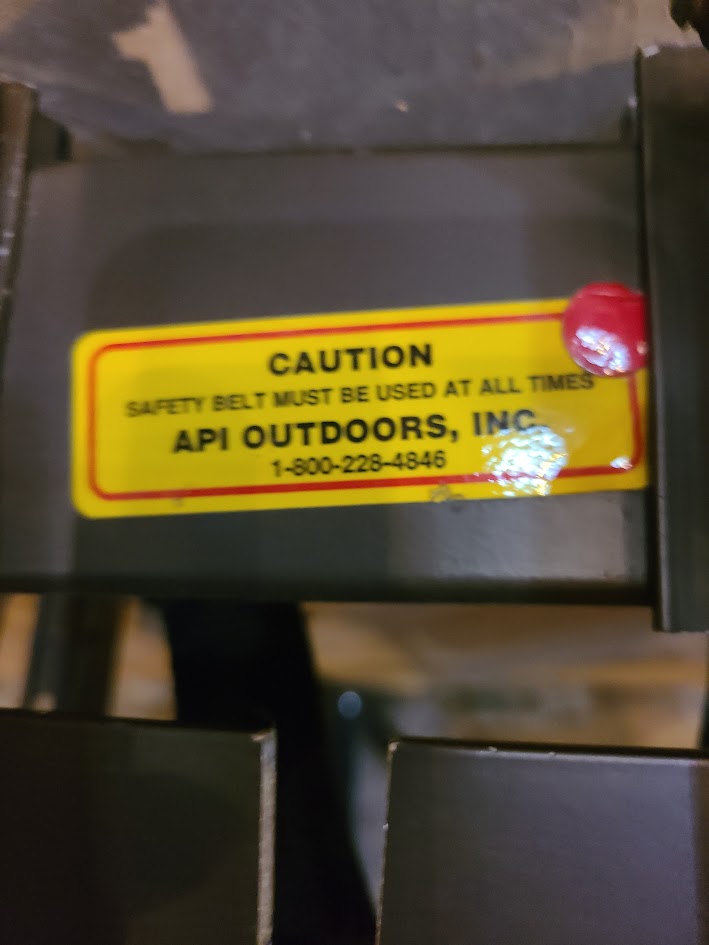 CAUTION
SAFETY BELT MUST BE USED AT ALL TIMES
API OUTDOORS, INC.
1-800-228-4846